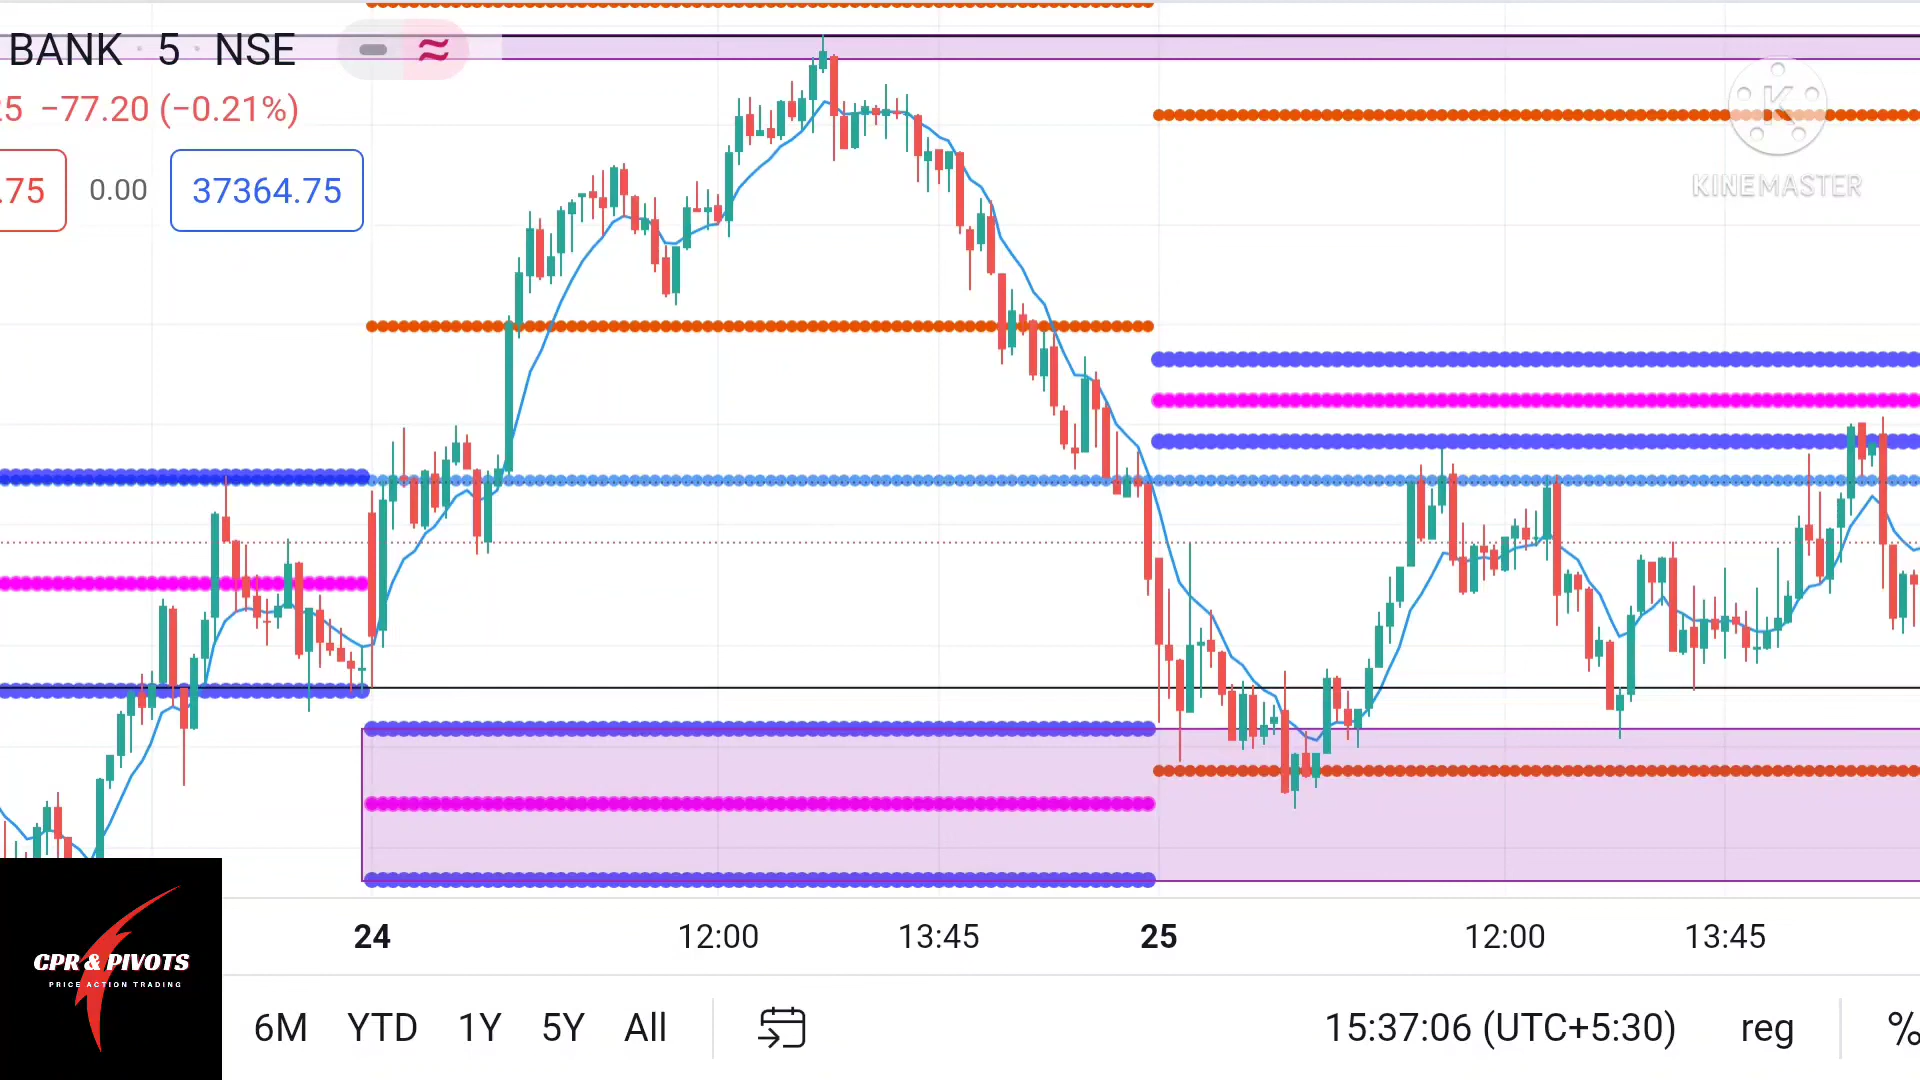 BANK · 5 · NSE
25 −77.20 (−0.21%)
.75 0.00 37364.75
KINEMASTER
24 12:00 13:45 25 12:00 13:45
CPR & PIVOTS
PRICE ACTION TRADING
6M YTD 1Y 5Y All 15:37:06 (UTC+5:30) reg %